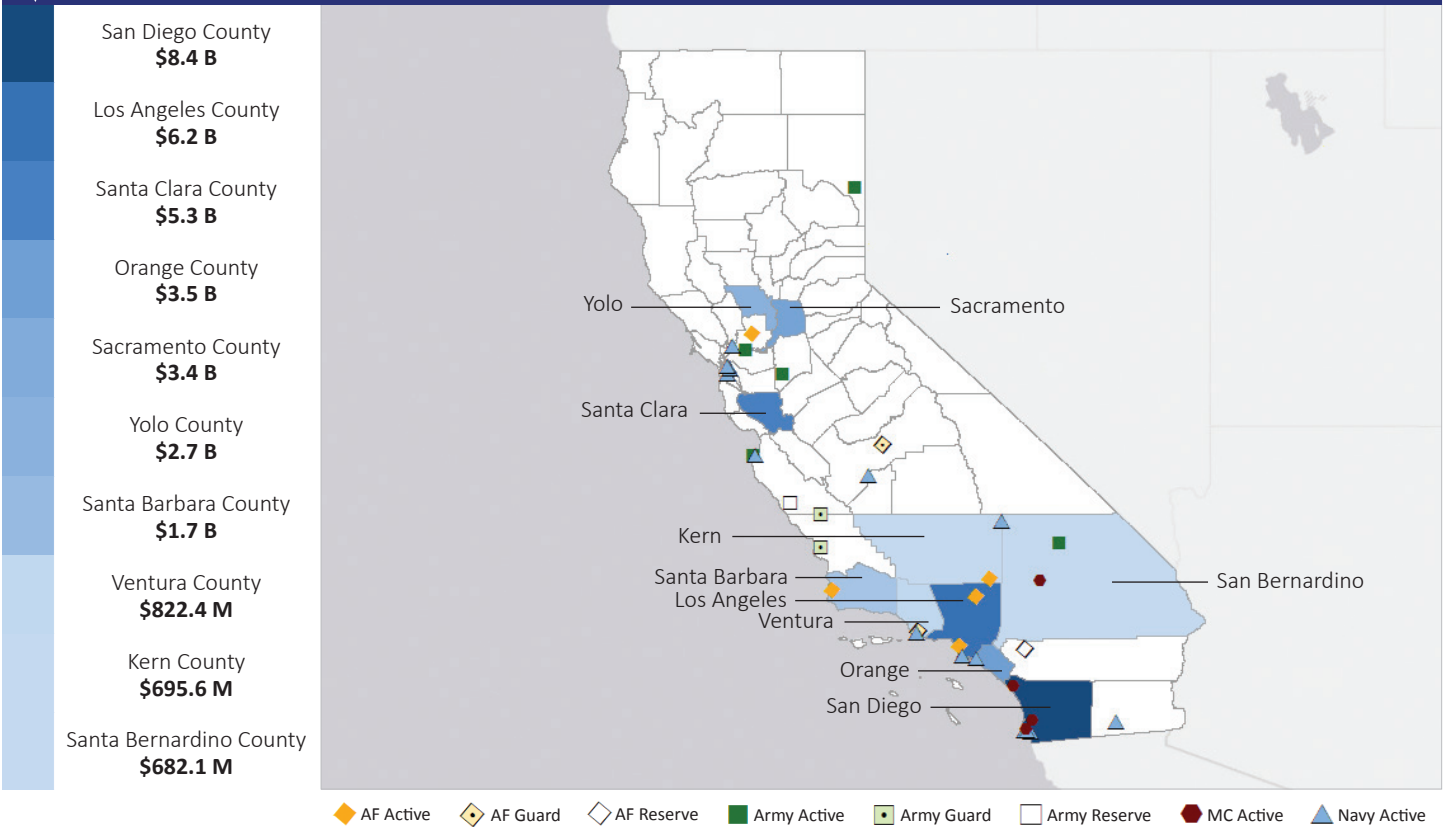 San Diego County
$8.4 B
Los Angeles County
$6.2 B
Santa Clara County
$5.3 B
Orange County
$3.5 B
Sacramento County
$3.4 B
Yolo County
$2.7 B
Santa Barbara County
$1.7 B
Ventura County
$822.4 M
Kern County
$695.6 M
Santa Bernardino County
$682.1 M
Yolo
Sacramento
Santa Clara
Kern
Santa Barbara
San Bernardino
Los Angeles
Ventura
Orange
San Diego
AF Active AF Guard AF Reserve Army Active Army Guard Army Reserve MC Active Navy Active